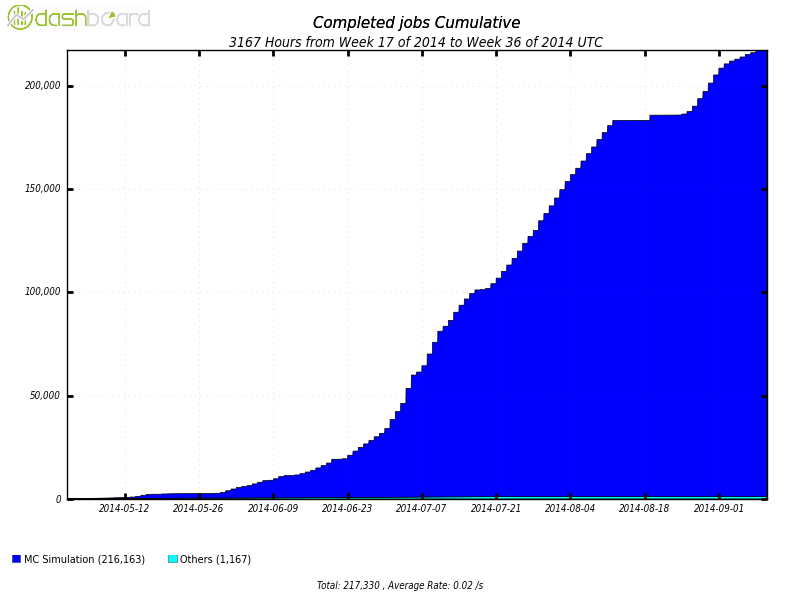 dashboard
Completed jobs Cumulative
3167 Hours from Week 17 of 2014 to Week 36 of 2014 UTC
200,000
150,000
100,000
50,000
0
2014-05-12 2014-05-26 2014-06-09 2014-06-23 2014-07-07 2014-07-21 2014-08-04 2014-08-18 2014-09-01
MC Simulation (216,163) Others (1,167)
Total: 217,330 , Average Rate: 0.02 /s